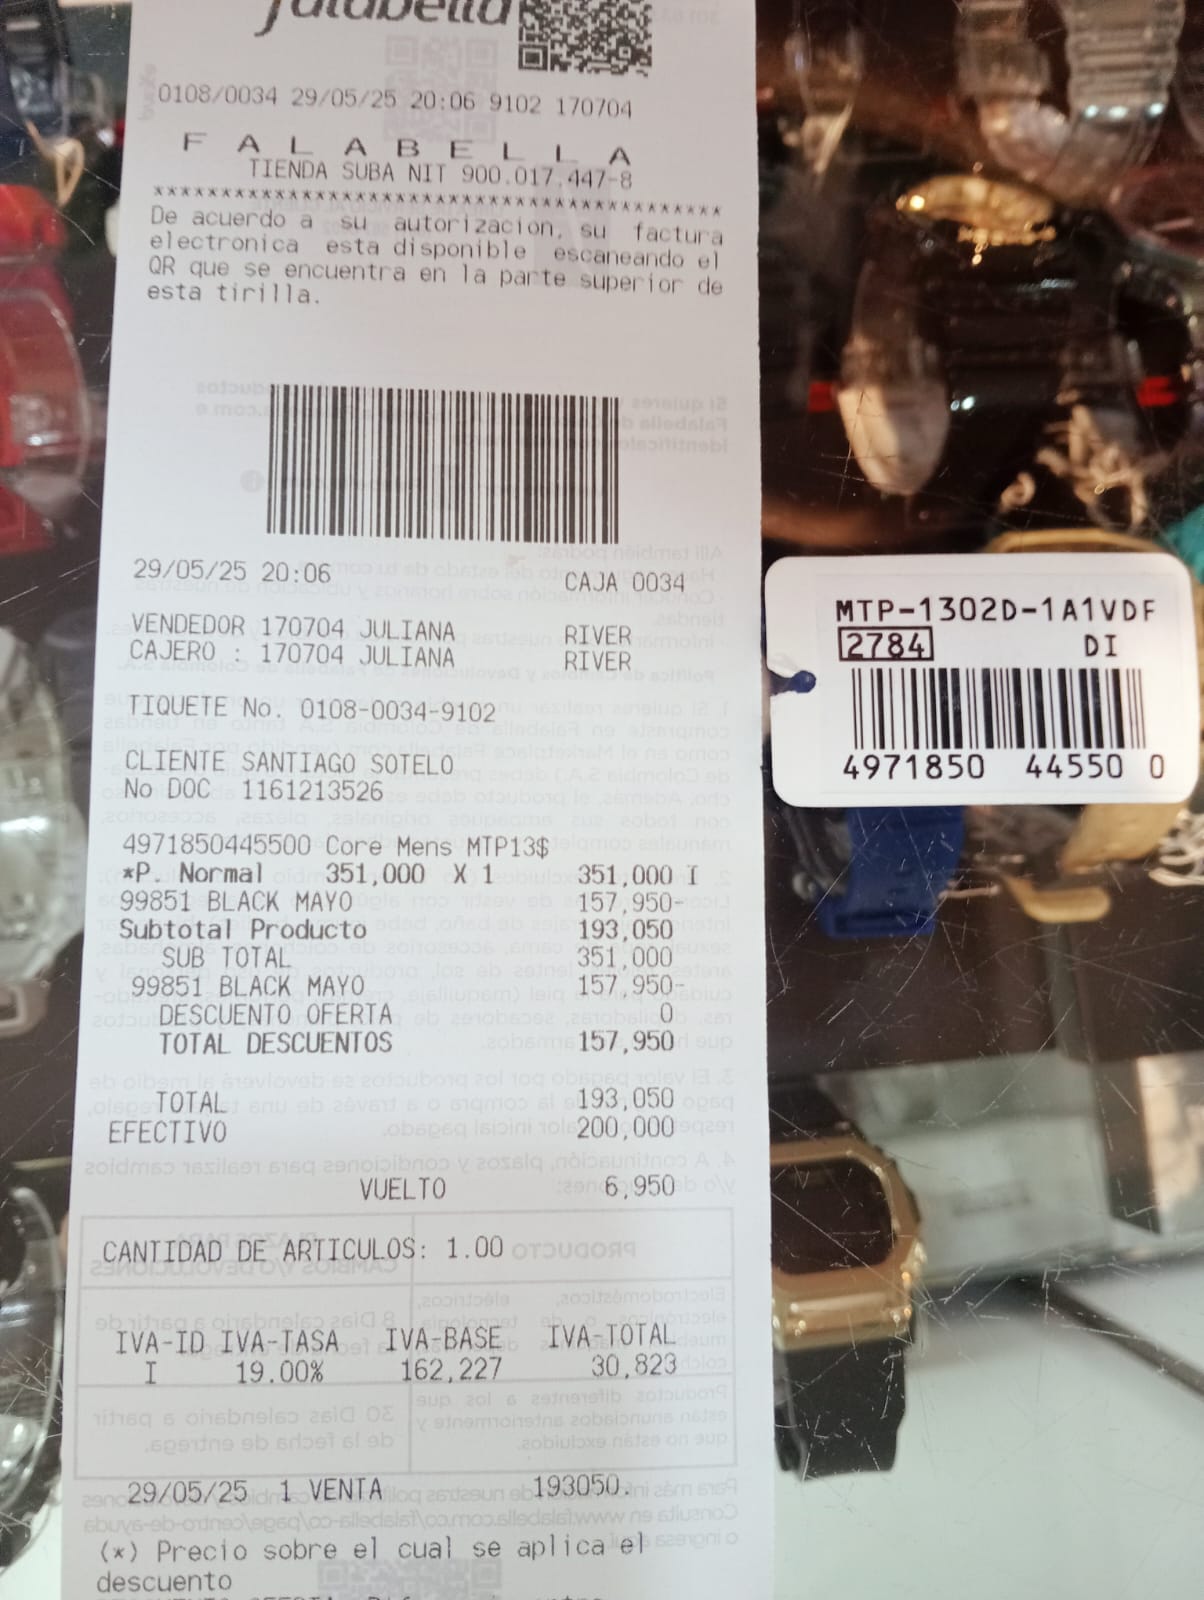 falabella
0108/0034 29/05/25 20:06 9102 170704
F A L A B E L L A
TIENDA SUBA NIT 900.017.447-8
******************************************
De acuerdo a su autorizacion, su factura
electronica esta disponible escaneando el
QR que se encuentra en la parte superior de
esta tirilla.
29/05/25 20:06 CAJA 0034
VENDEDOR 170704 JULIANA RIVER
CAJERO : 170704 JULIANA RIVER
TIQUETE No. 0108-0034-9102
CLIENTE SANTIAGO SOTELO
No DOC 1161213526
4971850445500 Core Mens MTP13$
*P. Normal 351,000 X 1 351,000 I
99851 BLACK MAYO 157,950-
Subtotal Producto 193,050
SUB TOTAL 351,000
99851 BLACK MAYO 157,950-
DESCUENTO OFERTA 0
TOTAL DESCUENTOS 157,950
TOTAL 193,050
EFECTIVO 200,000
VUELTO 6,950
CANTIDAD DE ARTICULOS: 1.00
IVA-ID IVA-TASA IVA-BASE IVA-TOTAL
I 19.00% 162,227 30,823
29/05/25 1 VENTA 193050.
(*) Precio sobre el cual se aplica el
descuento
MTP-1302D-1A1VDF
2784 DI
4971850 44550 0